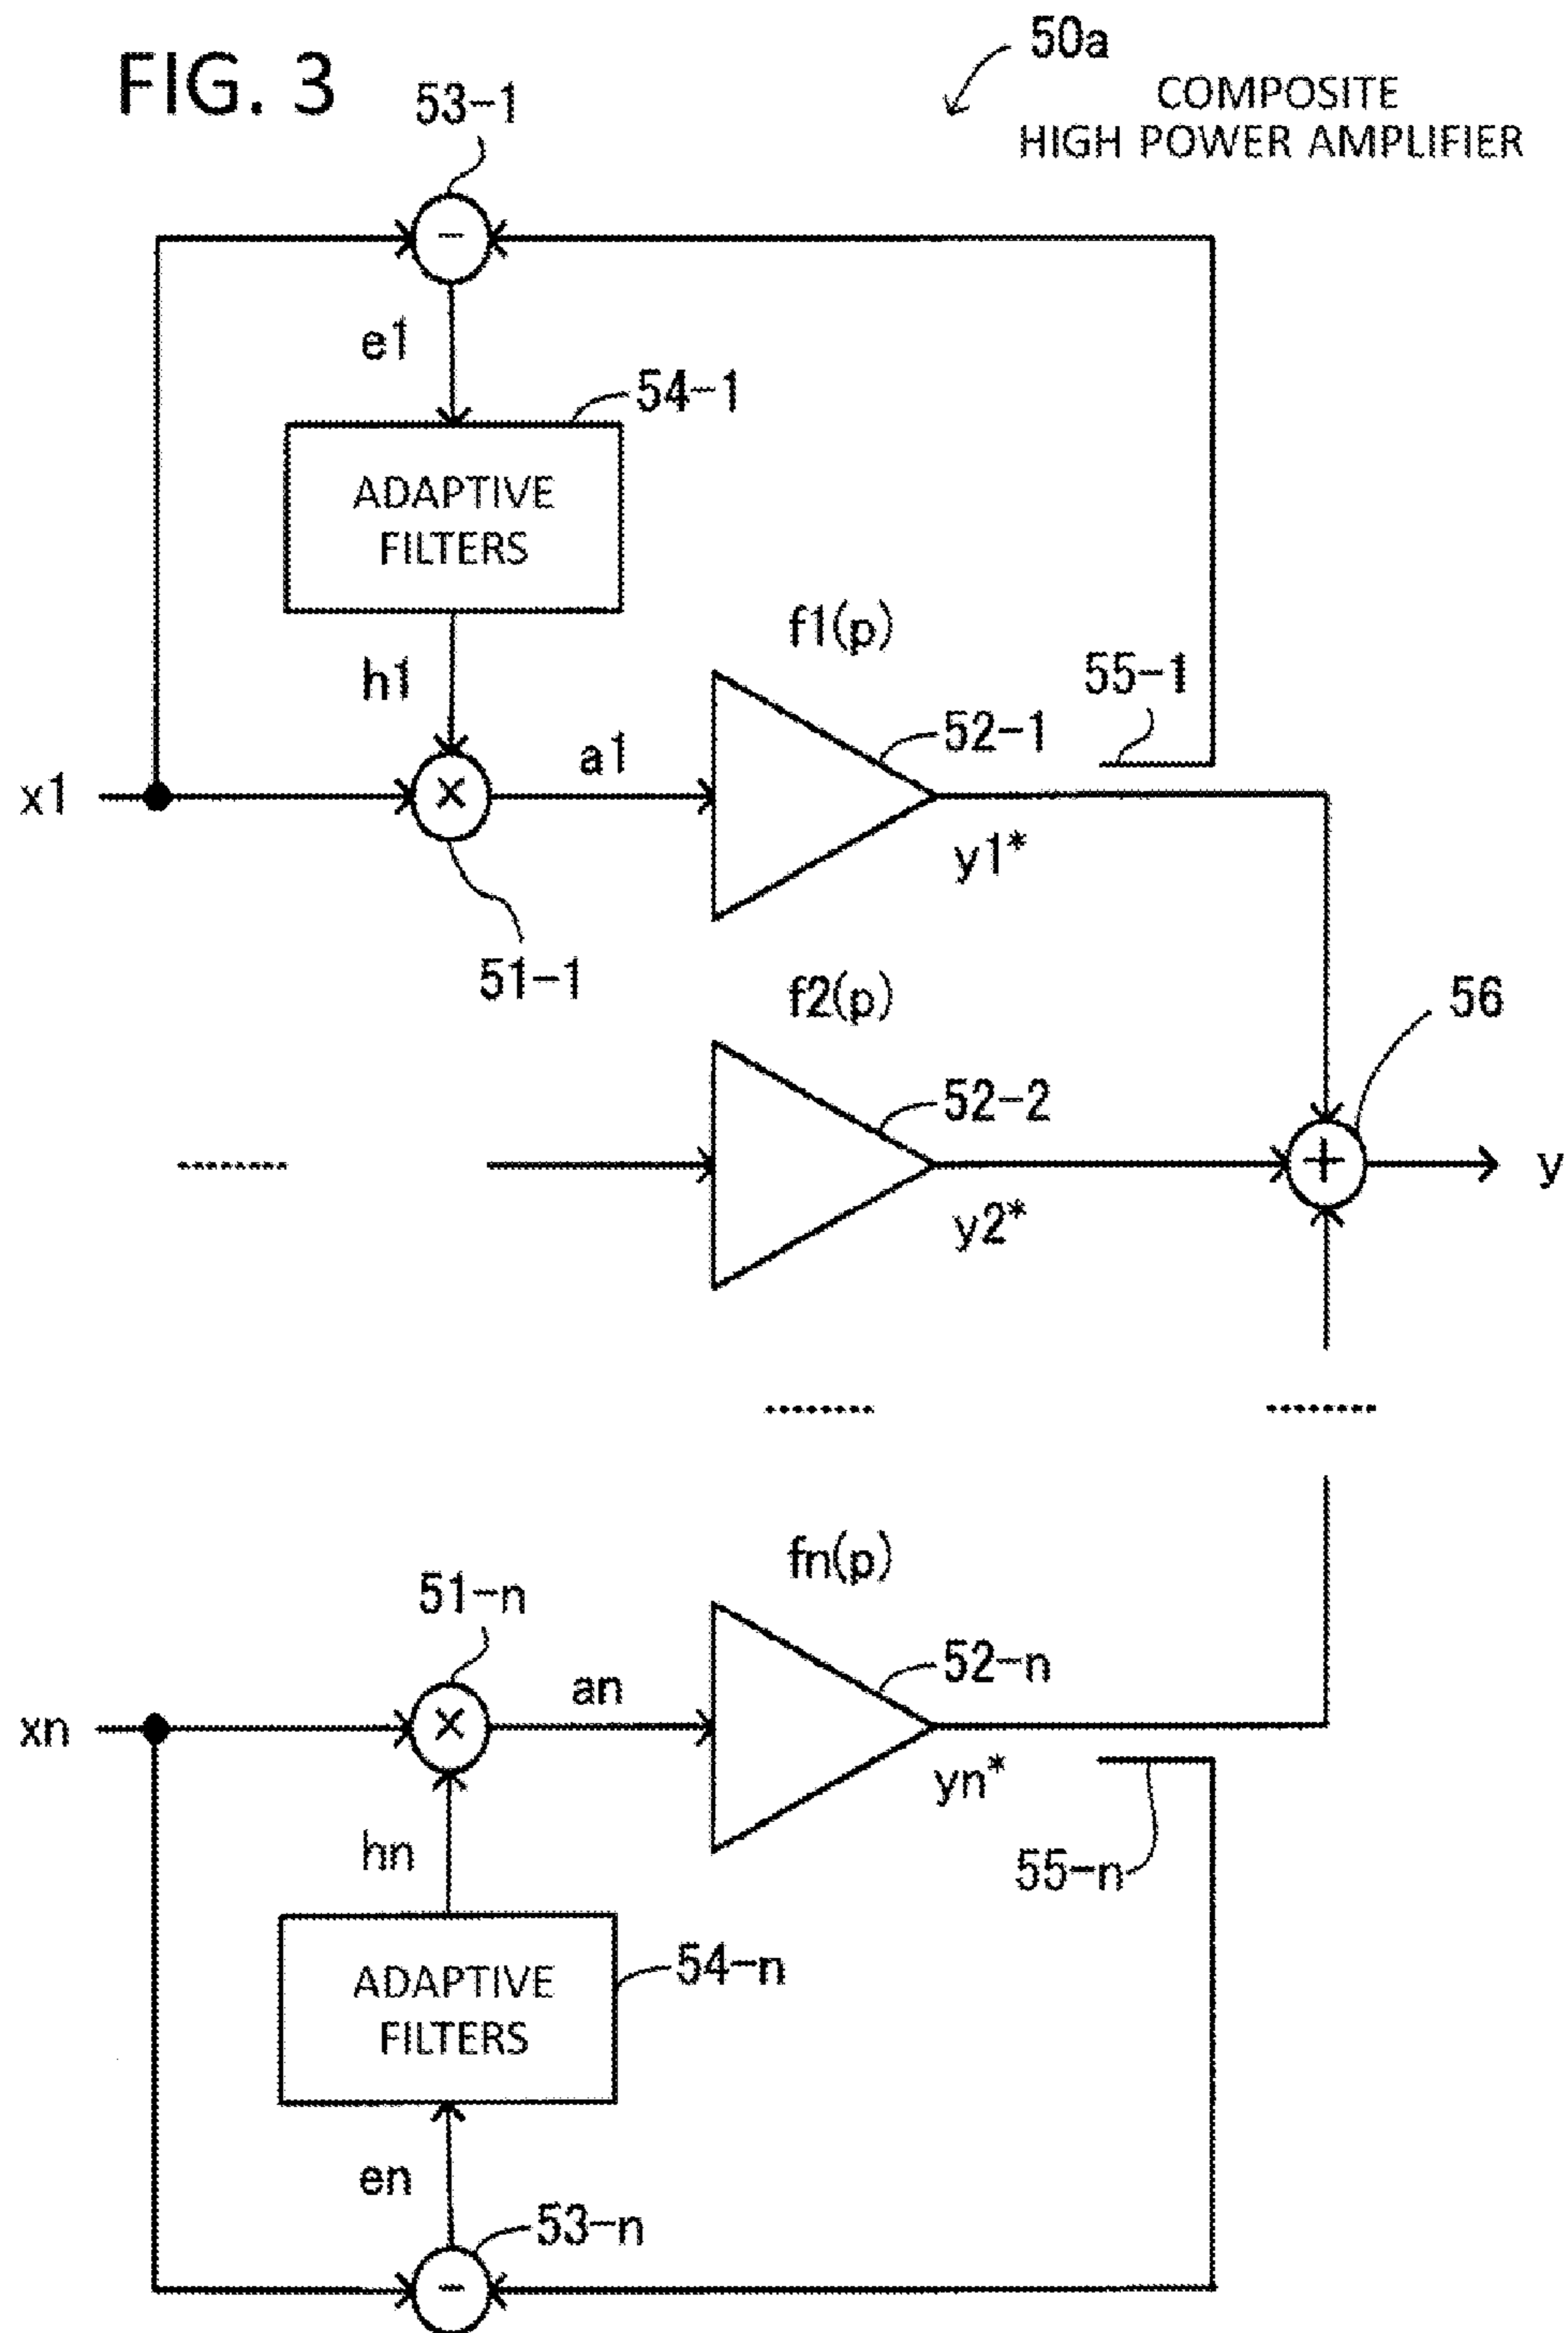 FIG. 3
50a
COMPOSITE
HIGH POWER AMPLIFIER
53-1
-
e1
54-1
ADAPTIVE
FILTERS
h1
f1(p)
55-1
52-1
x1
×
a1
y1*
51-1
f2(p)
56
52-2
+
y
y2*
fn(p)
51-n
52-n
xn
×
an
yn*
hn
55-n
ADAPTIVE
FILTERS
54-n
en
53-n
-